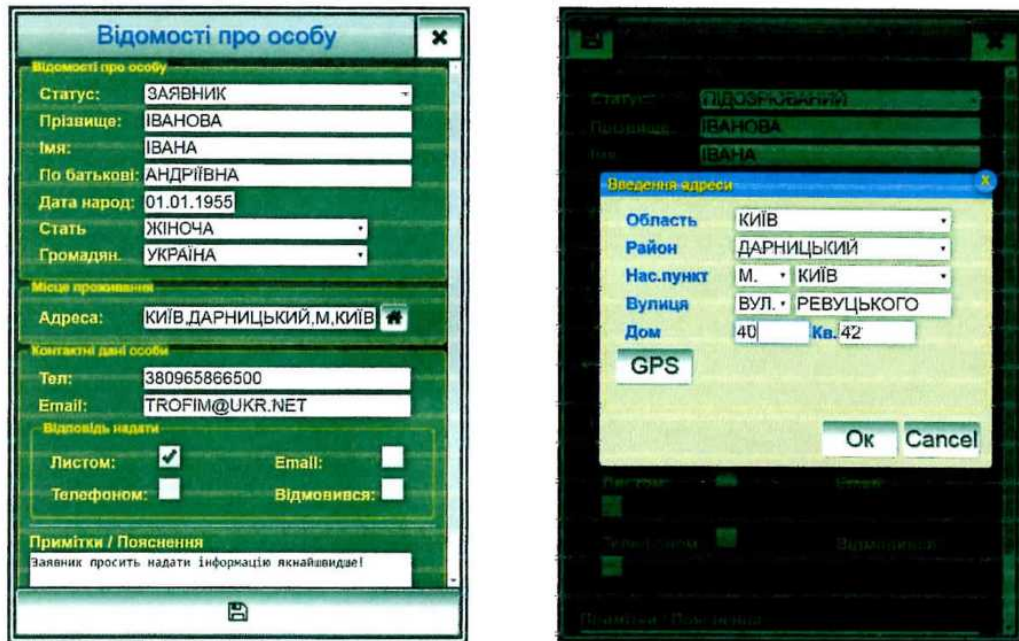 Відомості про особу
Відомості про особу
Статус: ЗАЯВНИК
Прізвище: ІВАНОВА
Імя: ІВАНА
По батькові: АНДРІЇВНА
Дата народ: 01.01.1955
Стать ЖІНОЧА
Громадян. УКРАЇНА
Місце проживання
Адреса: КИЇВ,ДАРНИЦЬКИЙ,М,КИЇВ
Контактні дані особи
Тел: 380965866500
Email: TROFIM@UKR.NET
Відповідь надати
Листом: Email:
Телефоном: Відмовився:
Примітки / Пояснення
Заявник просить надати інформацію якнайшвидше!
Статус: ПІДОЗРЮВАНИЙ
Прізвище: ІВАНОВА
Імя: ІВАНА
Введення адреси
Область КИЇВ
Район ДАРНИЦЬКИЙ
Нас.пункт М. КИЇВ
Вулиця ВУЛ. РЕВУЦЬКОГО
Дом 40 Кв. 42
GPS
Ок Cancel
Листом: Email:
Телефоном: Відмовився:
Примітки / Пояснення